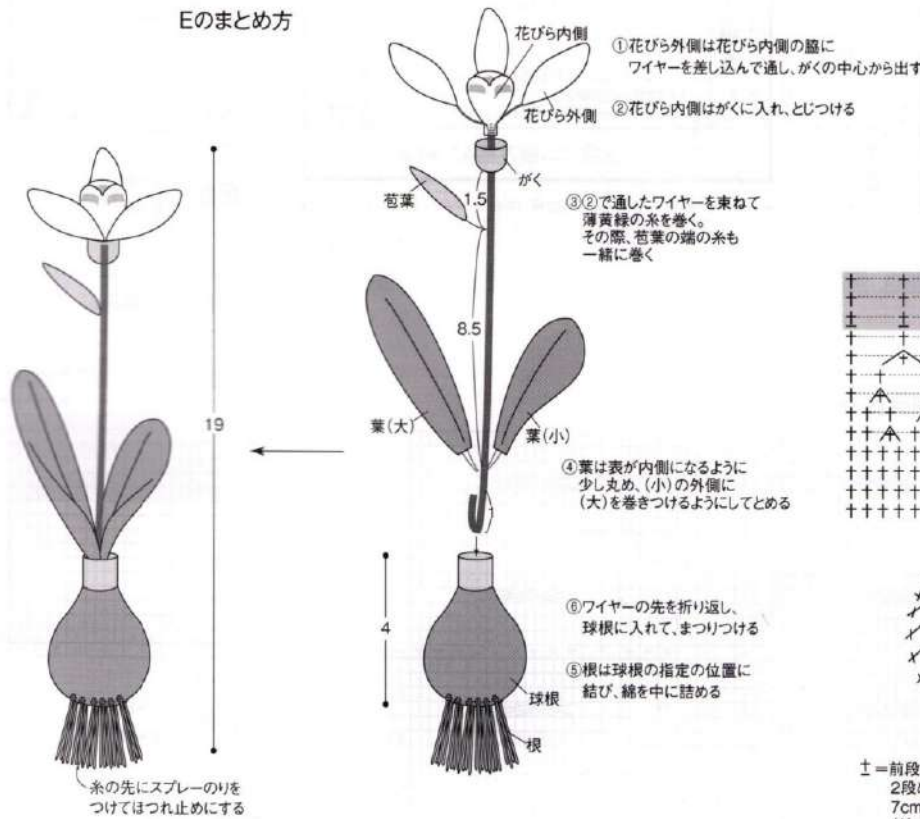 Eのまとめ方
花びら内側
花びら外側
がく
苞葉
1.5
8.5
葉(大)
葉(小)
1
19
4
球根
根
糸の先にスプレーのりを
つけてほつれ止めにする
①花びら外側は花びら内側の脇に
ワイヤーを差し込んで通し、がくの中心から出す
②花びら内側はがくに入れ、とじつける
③②で通したワイヤーを束ねて
薄黄緑の糸を巻く。
その際、苞葉の端の糸も
一緒に巻く
④葉は表が内側になるように
少し丸め、(小)の外側に
(大)を巻きつけるようにしてとめる
⑥ワイヤーの先を折り返し、
球根に入れて、まつりつける
⑤根は球根の指定の位置に
結び、綿を中に詰める
=前段
2段
7cm